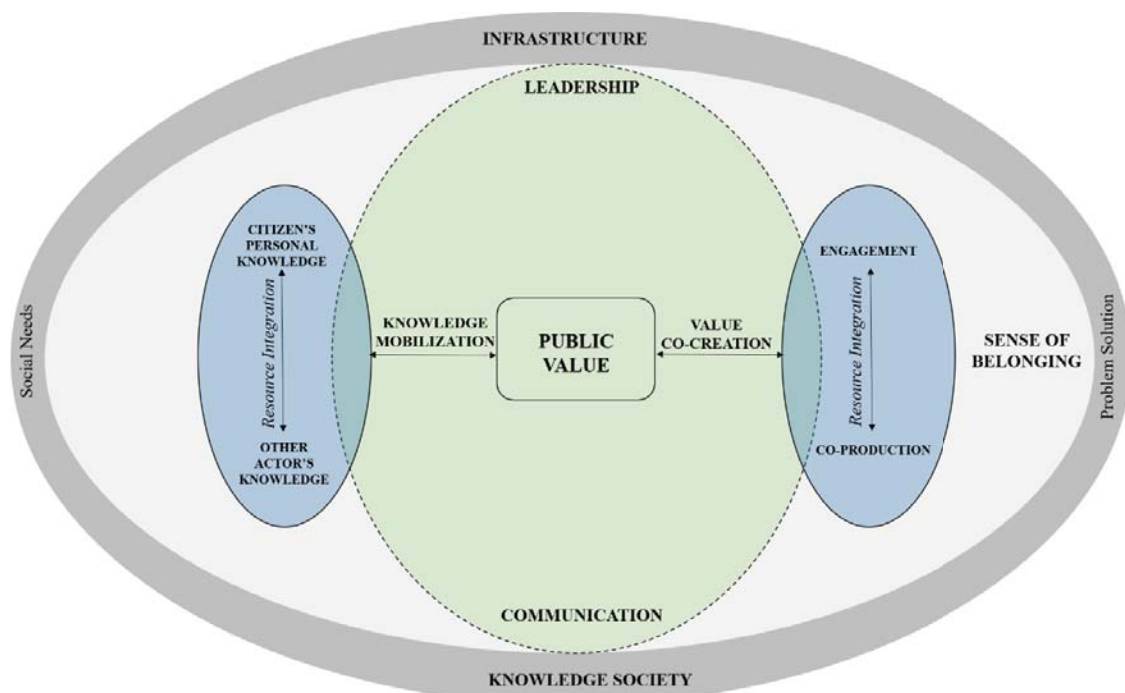 INFRASTRUCTURE
LEADERSHIP
CITIZEN'S
PERSONAL
KNOWLEDGE
Resource Integration
OTHER
ACTOR'S
KNOWLEDGE
Social Needs
KNOWLEDGE
MOBILIZATION
PUBLIC
VALUE
VALUE
CO-CREATION
ENGAGEMENT
Resource Integration
CO-PRODUCTION
SENSE OF
BELONGING
Problem Solution
COMMUNICATION
KNOWLEDGE SOCIETY